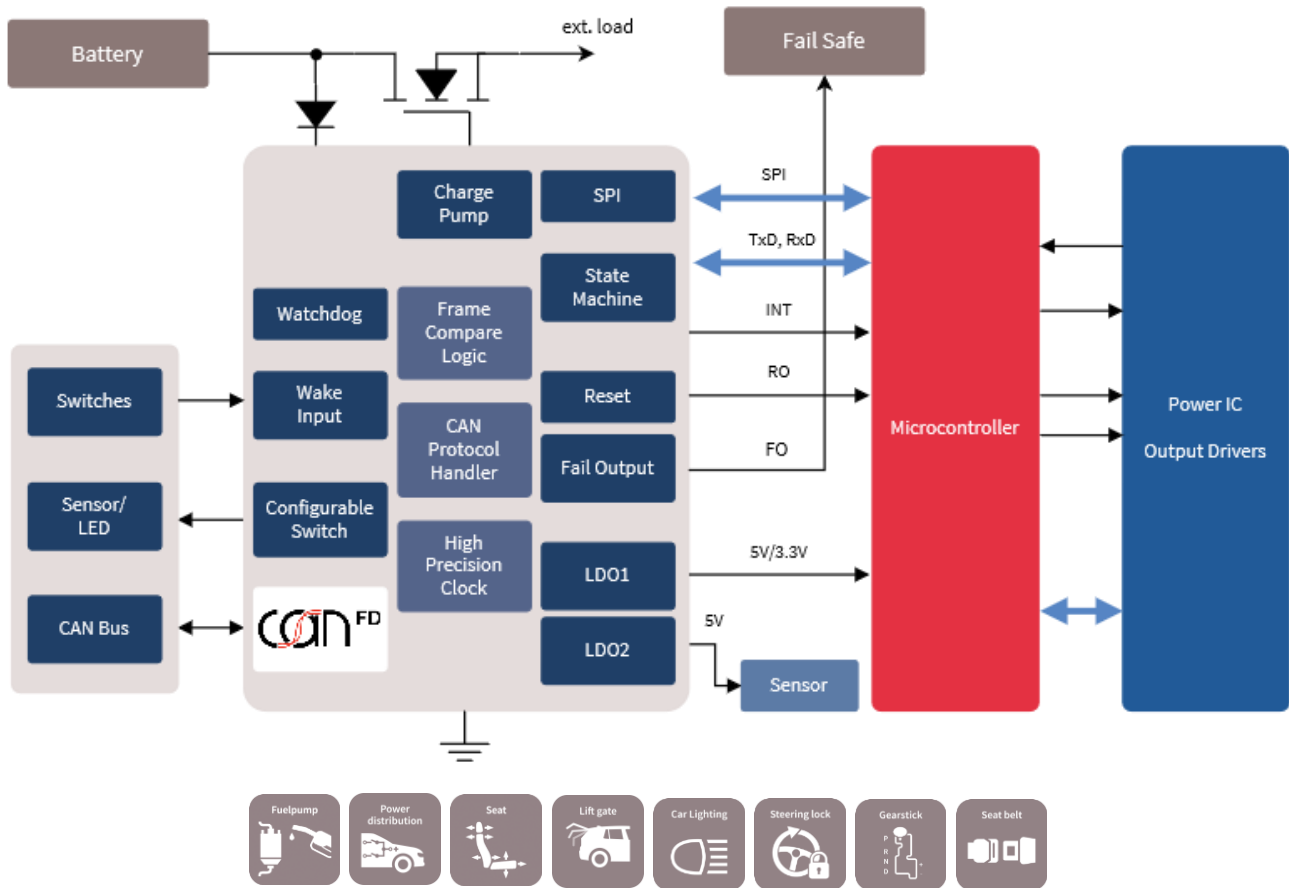 Battery
ext. load
Fail Safe
Charge
Pump
SPI
SPI
TxD, RxD
State
Machine
Watchdog
Frame
Compare
Logic
INT
Switches
Wake
Input
Reset
RO
CAN
Protocol
Handler
Fail Output
FO
Microcontroller
Power IC
Output Drivers
Sensor/
LED
Configurable
Switch
High
Precision
Clock
LDO1
5V/3.3V
CAN Bus
CAN FD
LDO2
5V
Sensor
Fuelpump
Power
distribution
Seat
Lift gate
Car Lighting
Steering lock
Gearstick
P
R
N
D
+
-
Seat belt